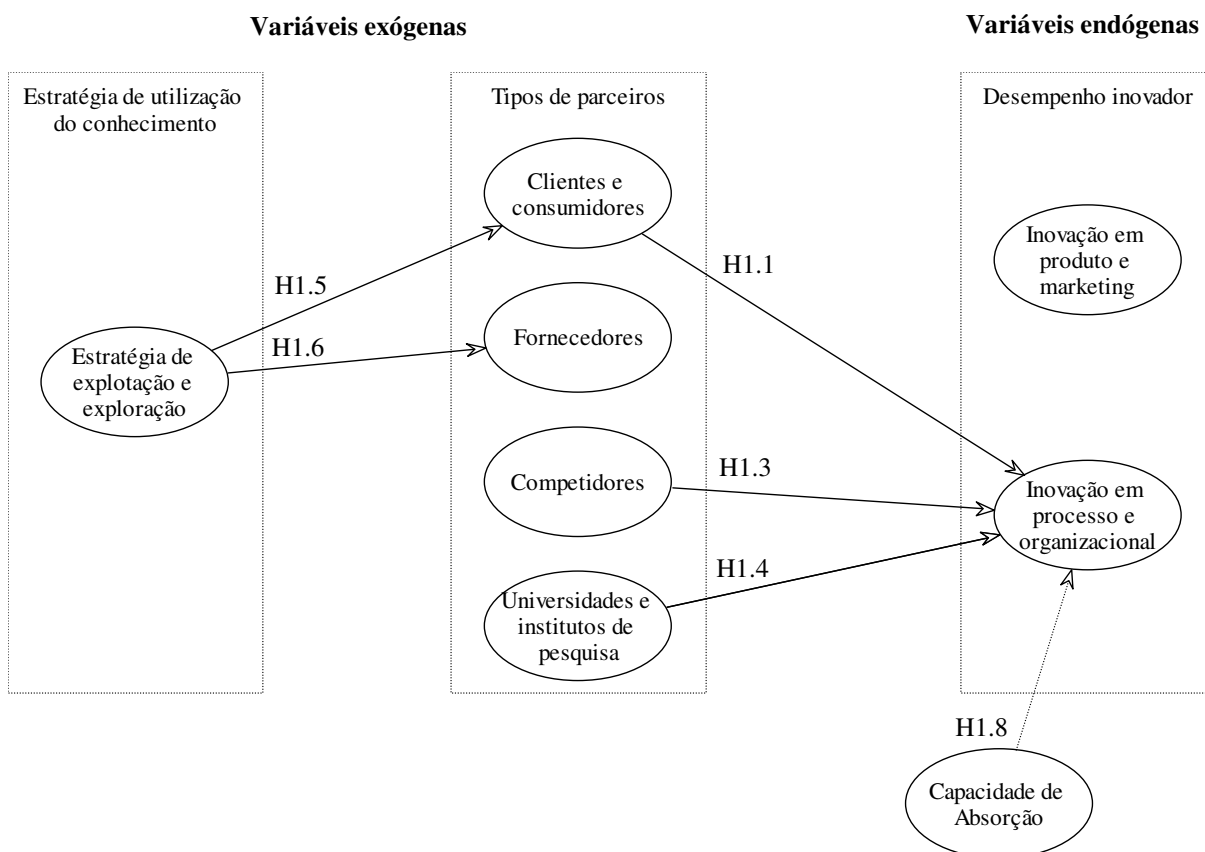 Variáveis exógenas
Variáveis endógenas
Estratégia de utilização
do conhecimento
Tipos de parceiros
Desempenho inovador
Clientes e
consumidores
Inovação em
produto e
marketing
H1.1
H1.5
Fornecedores
H1.6
Estratégia de
explotação e
exploração
Competidores
H1.3
Inovação em
processo e
organizacional
H1.4
Universidades e
institutos de
pesquisa
H1.8
Capacidade de
Absorção